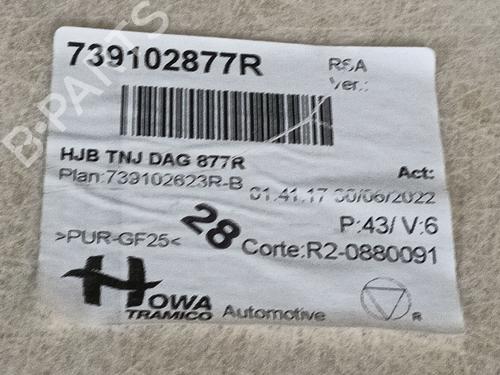 739102877R
RSA
Ver.:
HJB TNJ DAG 877R
Act:
Plan:739102623R-B
01.41.17 30/06/2022
28
P:43/ V:6
>PUR-GF25<
Corte:R2-0880091
HOWA
TRAMICO
Automotive
R
B-PARTS